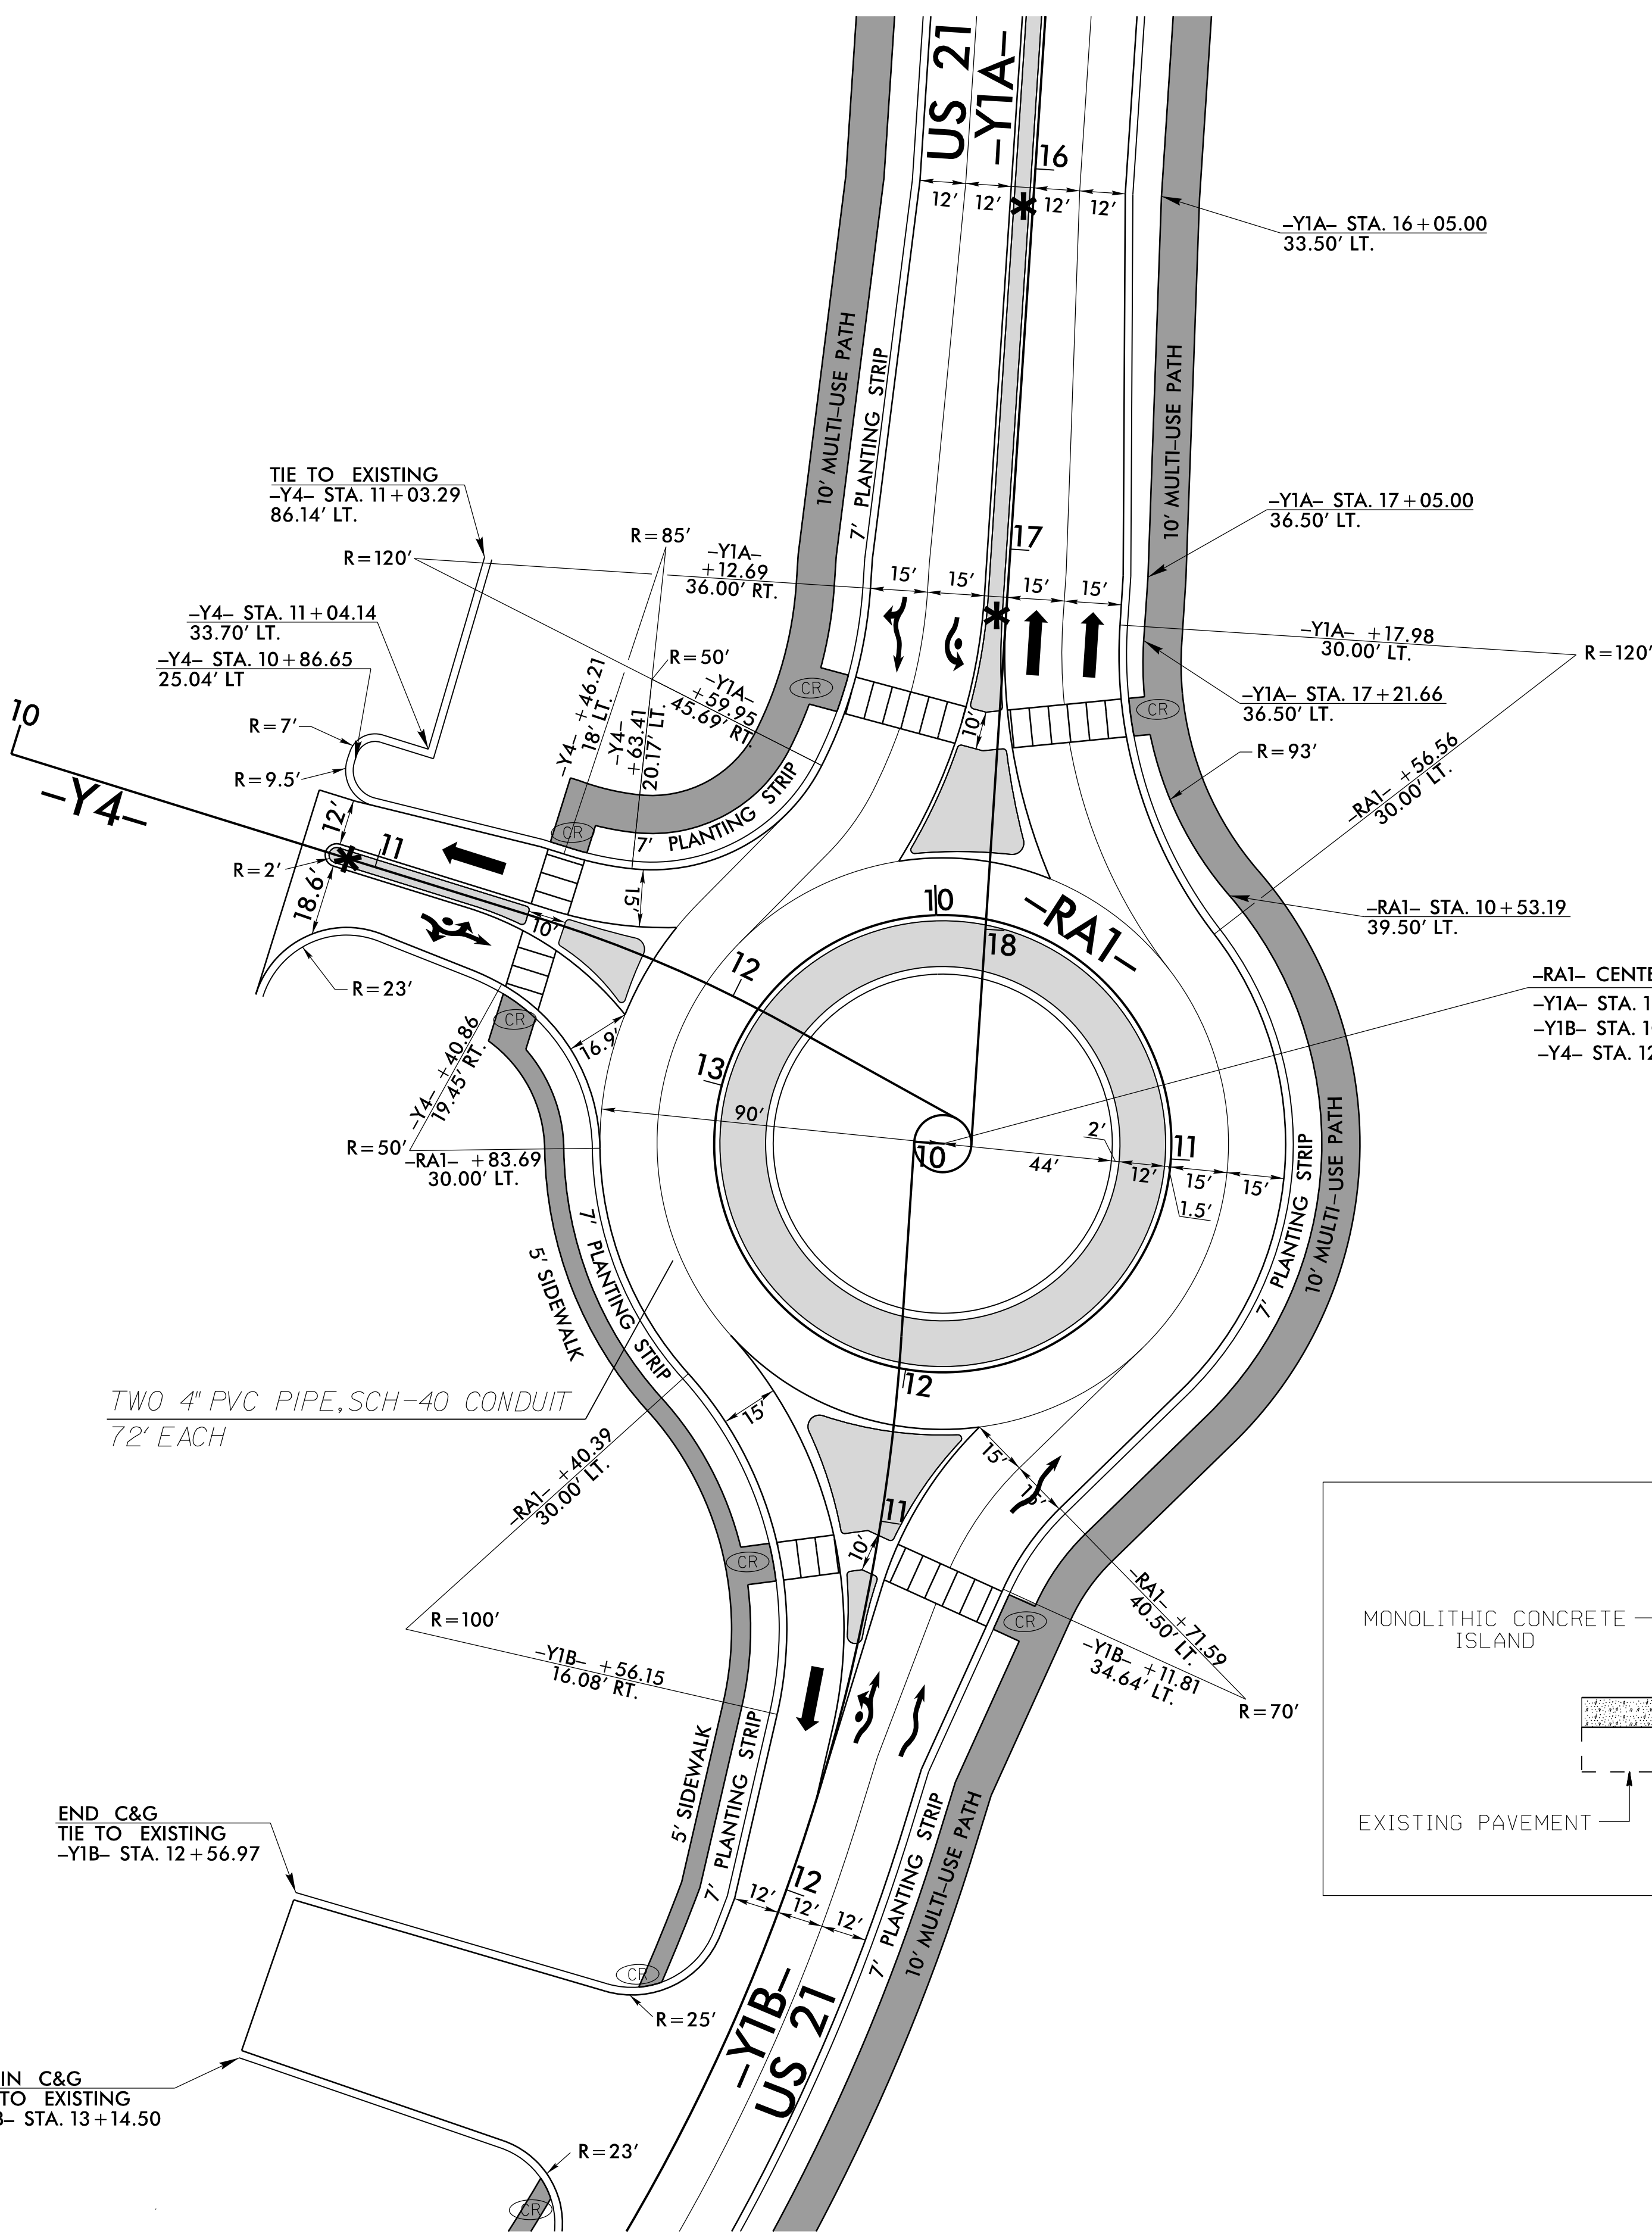 US 21
–Y1A–
16
12' 12' 12' 12'
–Y1A– STA. 16+05.00
33.50' LT.
10' MULTI–USE PATH
7' PLANTING STRIP
10' MULTI–USE PATH
TIE TO EXISTING
–Y4– STA. 11+03.29
86.14' LT.
R=120'
R=85'
–Y1A–
+12.69
36.00' RT.
17
15' 15' 15' 15'
–Y1A– STA. 17+05.00
36.50' LT.
–Y4– STA. 11+04.14
33.70' LT.
–Y4– STA. 10+86.65
25.04' LT
R=50'
–Y1A–
+59.95
45.69' RT.
–Y4– +46.21
18' LT.
–Y4–
+63.41
20.17' LT.
–Y1A– +17.98
30.00' LT.
R=120'
CR
CR
–Y1A– STA. 17+21.66
36.50' LT.
10
–Y4–
R=7'
R=9.5'
10'
R=93'
–RA1– +56.56
30.00' LT.
12'
CR
7' PLANTING STRIP
11
R=2'
18.6'
15'
10'
10
–RA1–
18
–RA1– STA. 10+53.19
39.50' LT.
R=23'
12
CR
16.9'
–RA1– CENTE
–Y1A– STA. 1
–Y1B– STA. 1
–Y4– STA. 12
–Y4– +40.86
19.45' RT.
13
90'
R=50'
–RA1– +83.69
30.00' LT.
10
44'
2'
12'
11
15'
15'
1.5'
7' PLANTING STRIP
10' MULTI–USE PATH
5' SIDEWALK
7' PLANTING STRIP
TWO 4" PVC PIPE, SCH-40 CONDUIT
72' EACH
12
15'
–RA1– +40.39
30.00' LT.
15'
15'
11
10'
CR
CR
–RA1– +71.59
40.50' LT.
R=100'
–Y1B– +56.15
16.08' RT.
–Y1B– +11.81
34.64' LT.
R=70'
MONOLITHIC CONCRETE
ISLAND
EXISTING PAVEMENT
5' SIDEWALK
7' PLANTING STRIP
7' PLANTING STRIP
10' MULTI–USE PATH
END C&G
TIE TO EXISTING
–Y1B– STA. 12+56.97
12
12' 12' 12'
CR
R=25'
–Y1B–
US 21
IN C&G
TO EXISTING
B– STA. 13+14.50
R=23'
CR